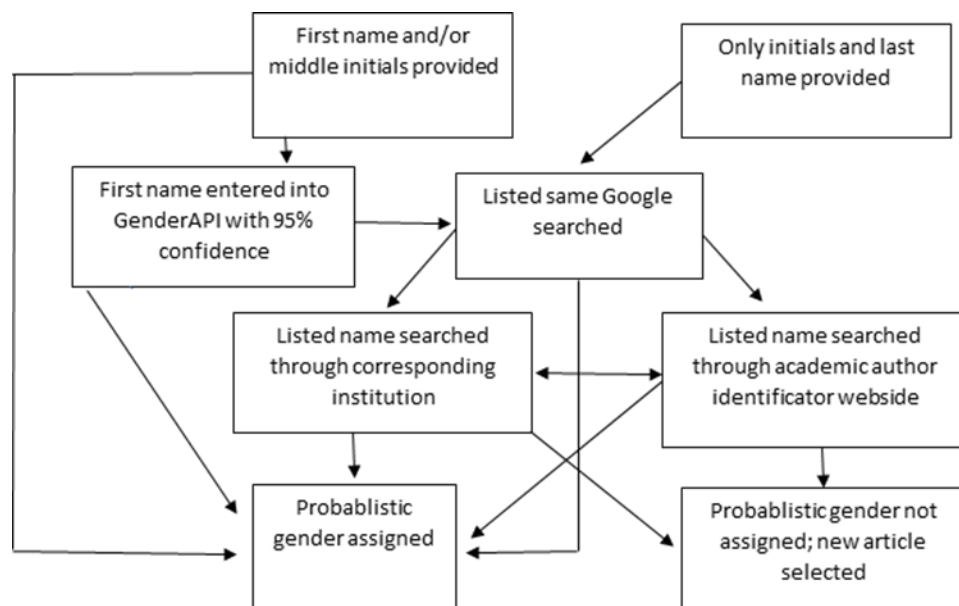 First name and/or
middle initials provided
Only initials and last
name provided
First name entered into
GenderAPI with 95%
confidence
Listed same Google
searched
Listed name searched
through corresponding
institution
Listed name searched
through academic author
identificator webside
Probablistic
gender assigned
Probablistic gender not
assigned; new article
selected